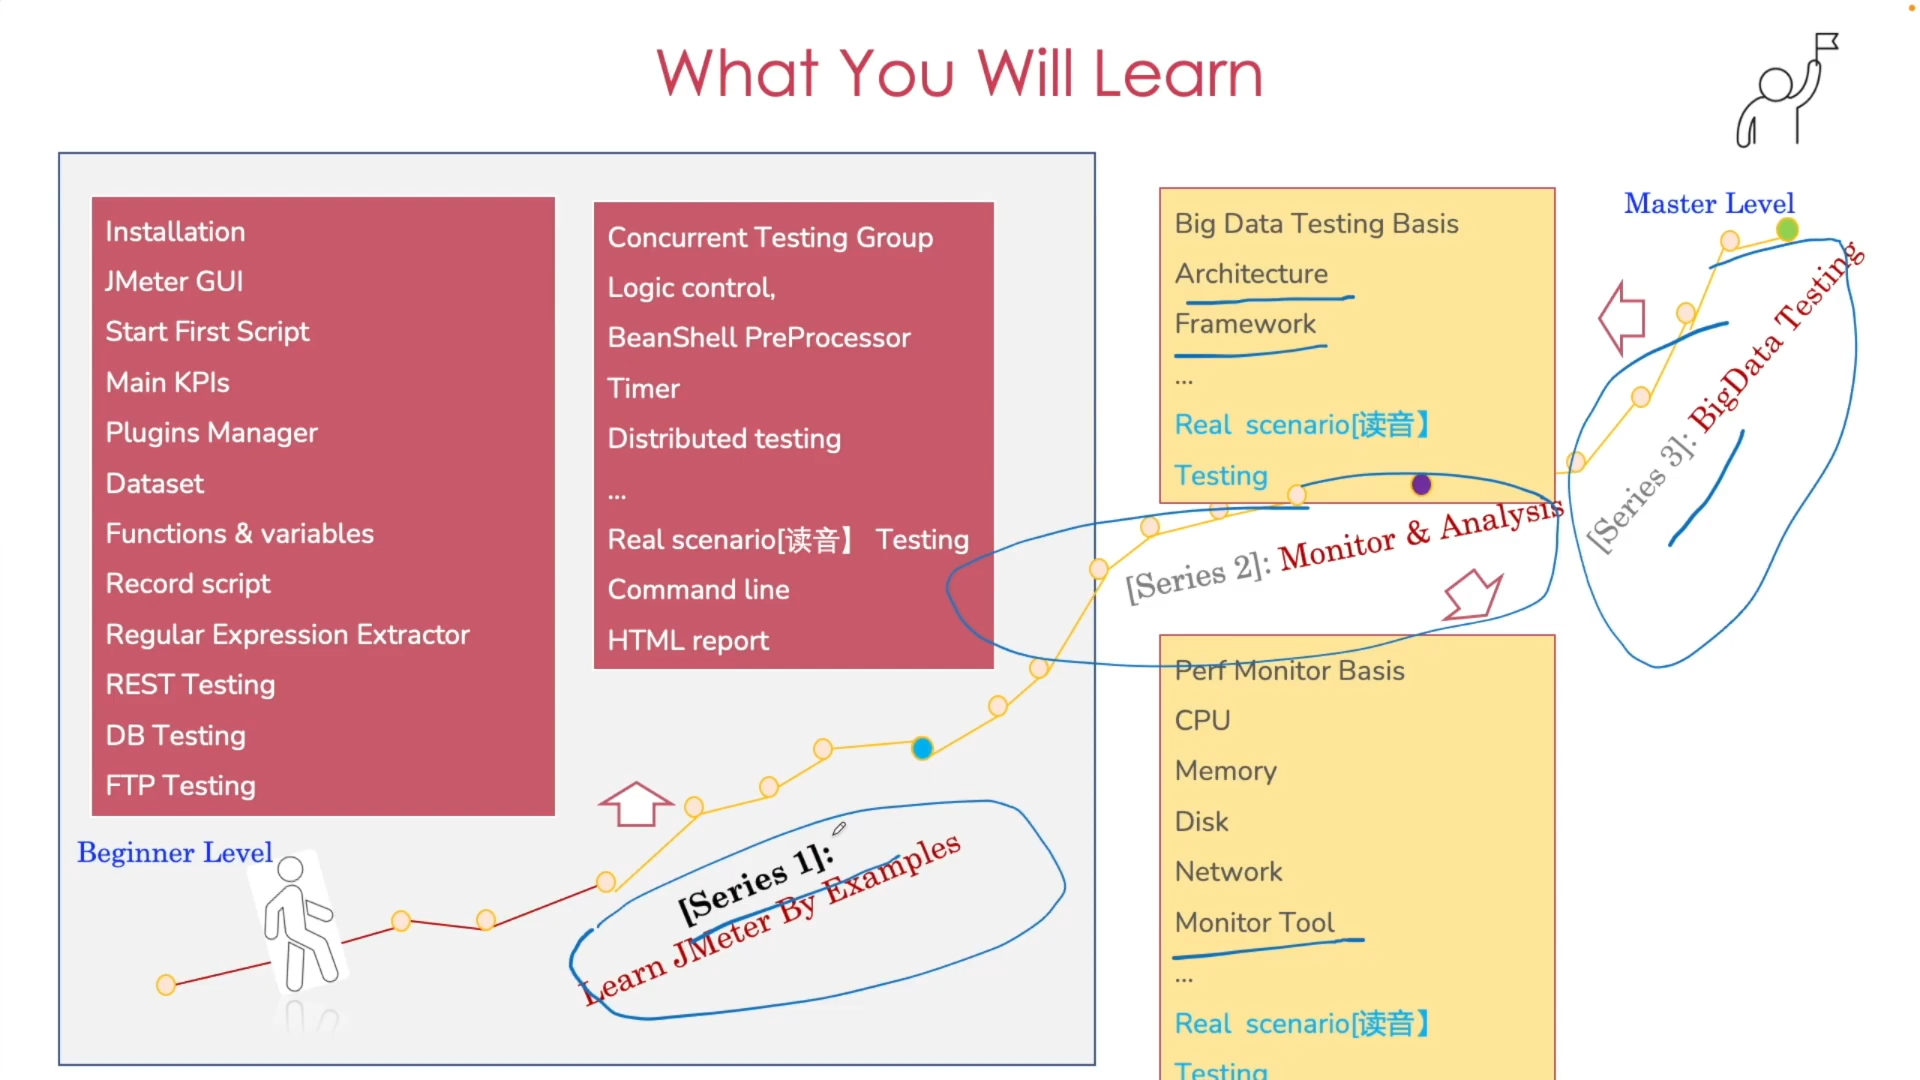 What You Will Learn
Installation
JMeter GUI
Start First Script
Main KPIs
Plugins Manager
Dataset
Functions & variables
Record script
Regular Expression Extractor
REST Testing
DB Testing
FTP Testing
Concurrent Testing Group
Logic control,
BeanShell PreProcessor
Timer
Distributed testing
...
Real scenario[读音】 Testing
Command line
HTML report
Beginner Level
[Series 1]:
Learn JMeter By Examples
Big Data Testing Basis
Architecture
Framework
...
Real scenario[读音】
Testing
[Series 2]: Monitor & Analysis
Perf Monitor Basis
CPU
Memory
Disk
Network
Monitor Tool
...
Real scenario[读音】
Testing
Master Level
[Series 3]: BigData Testing